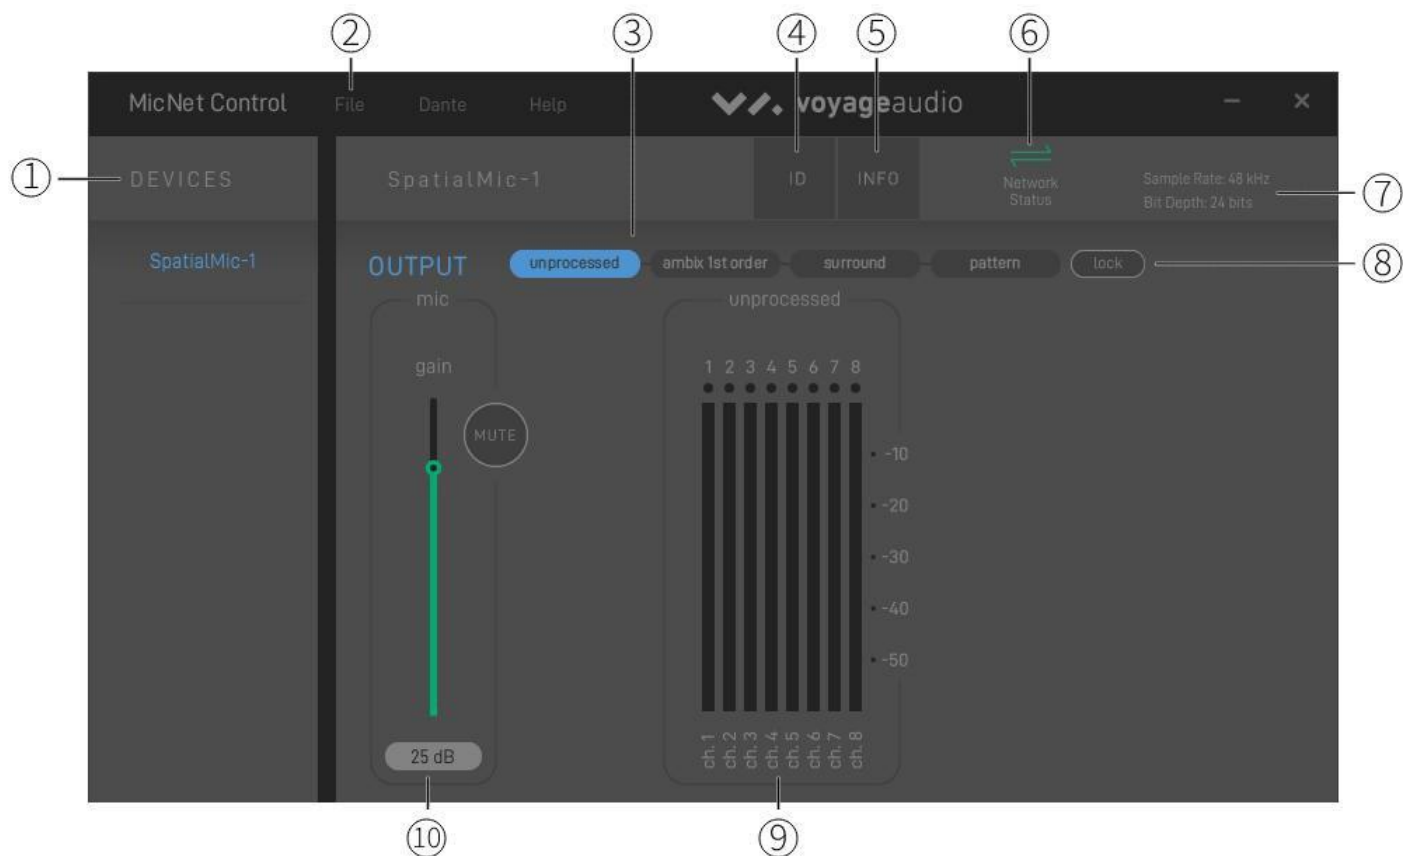 ② ③ ④ ⑤ ⑥
MicNet Control File Dante Help voyageaudio
① DEVICES SpatialMic-1 ID INFO Network Status Sample Rate: 48 kHz
Bit Depth: 24 bits ⑦
SpatialMic-1 OUTPUT unprocessed ambix 1st order surround pattern lock ⑧
mic unprocessed
gain 1 2 3 4 5 6 7 8
MUTE
-10
-20
-30
-40
-50
25 dB ch. 1 ch. 2 ch. 3 ch. 4 ch. 5 ch. 6 ch. 7 ch. 8
⑩ ⑨